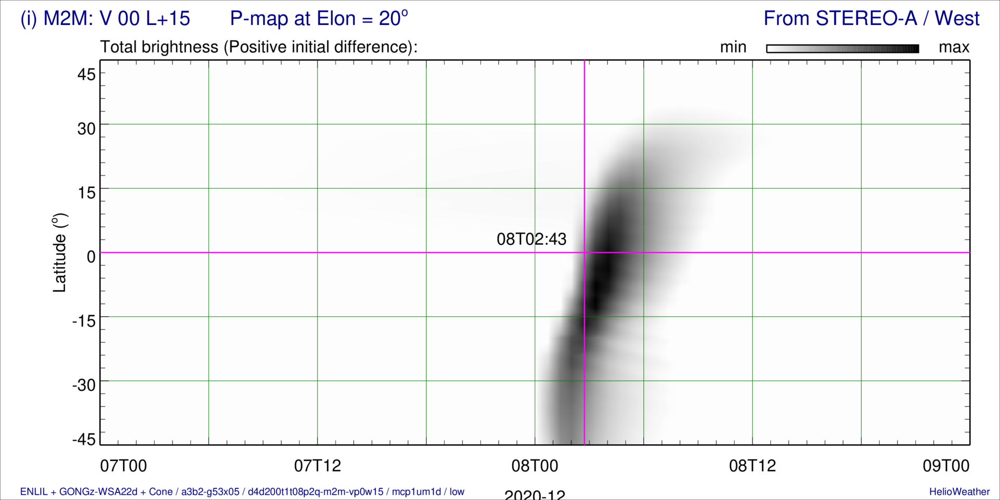 (i) M2M: V 00 L+15 P-map at Elon = 20° From STEREO-A / West
Total brightness (Positive initial difference): min max
45
30
15
08T02:43
0
Latitude (°)
-15
-30
-45
07T00 07T12 08T00 08T12 09T00
ENLIL + GONGz-WSA22d + Cone / a3b2-g53x05 / d4d200t1t08p2q-m2m-vp0w15 / mcp1um1d / low 2020-12 HelioWeather